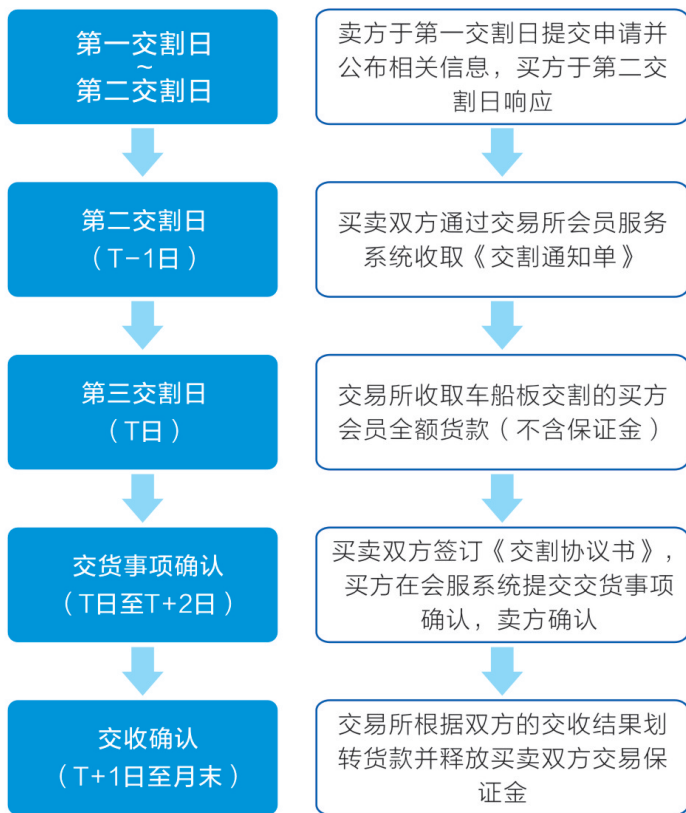 第一交割日
~
第二交割日
卖方于第一交割日提交申请并
公布相关信息，买方于第二交
割日响应
第二交割日
（T-1日）
买卖双方通过交易所会员服务
系统收取《交割通知单》
第三交割日
（T日）
交易所收取车船板交割的买方
会员全额货款（不含保证金）
交货事项确认
（T日至T+2日）
买卖双方签订《交割协议书》，
买方在会服系统提交交货事项
确认，卖方确认
交收确认
（T+1日至月末）
交易所根据双方的交收结果划
转货款并释放买卖双方交易保
证金